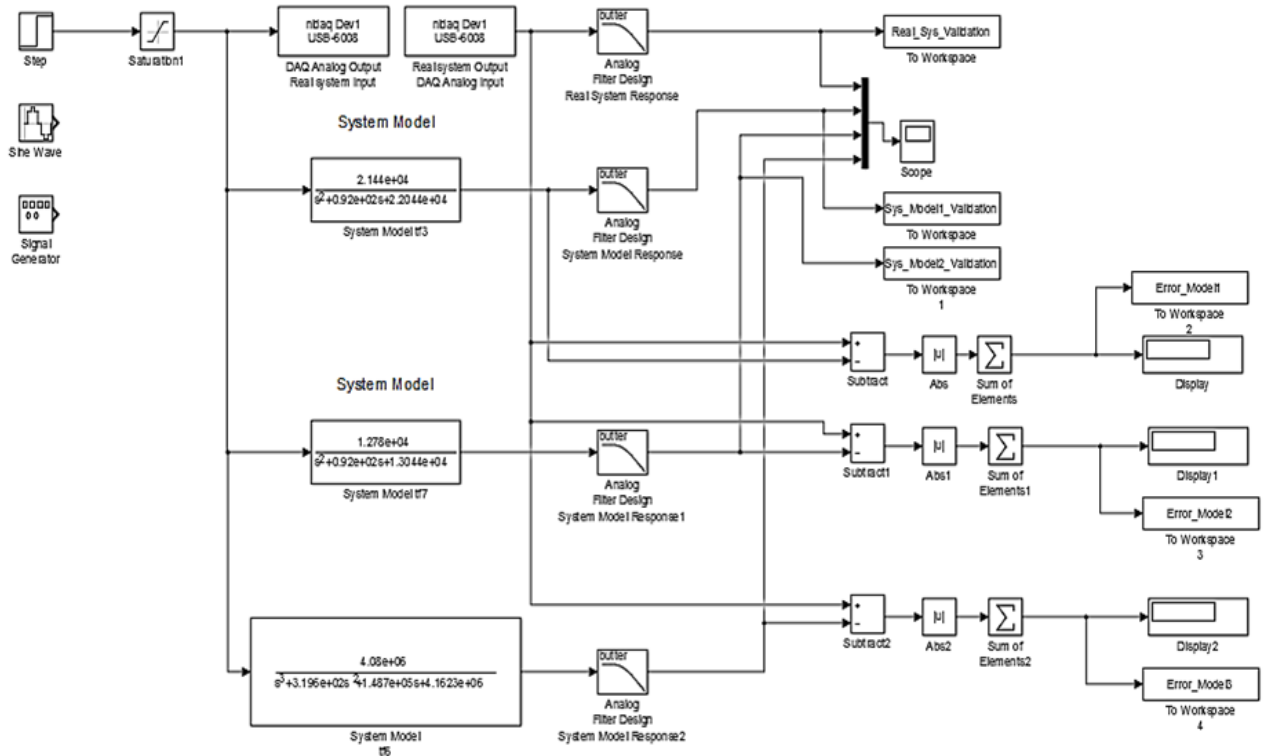 nidaq Dev1
USB-6008
nidaq Dev1
USB-6008
butter
Real_Sys_Validation
Step
Saturation1
DAQ Analog Output
Real system Input
Real system Output
DAQ Analog Input
Analog
Filter Design
Real System Response
To Workspace
Sine Wave
System Model
2.144e+04
s2+0.92e+02s+2.2044e+04
System Model tf3
butter
Analog
Filter Design
System Model Response
Scope
Sys_Model1_Validation
To Workspace
Signal
Generator
Sys_Model2_Validation
To Workspace
1
Error_Model1
To Workspace
2
+
-
Subtract
|u|
Abs
∑
Sum of
Elements
Display
System Model
1.278e+04
s2+0.92e+02s+1.3044e+04
System Model tf7
butter
Analog
Filter Design
System Model Response1
+
-
Subtract1
|u|
Abs1
∑
Sum of
Elements1
Display1
Error_Model2
To Workspace
3
4.08e+06
s3+3.196e+02s2+1.487e+05s+4.1623e+06
System Model
tf5
butter
Analog
Filter Design
System Model Response2
+
-
Subtract2
|u|
Abs2
∑
Sum of
Elements2
Display2
Error_Model3
To Workspace
4